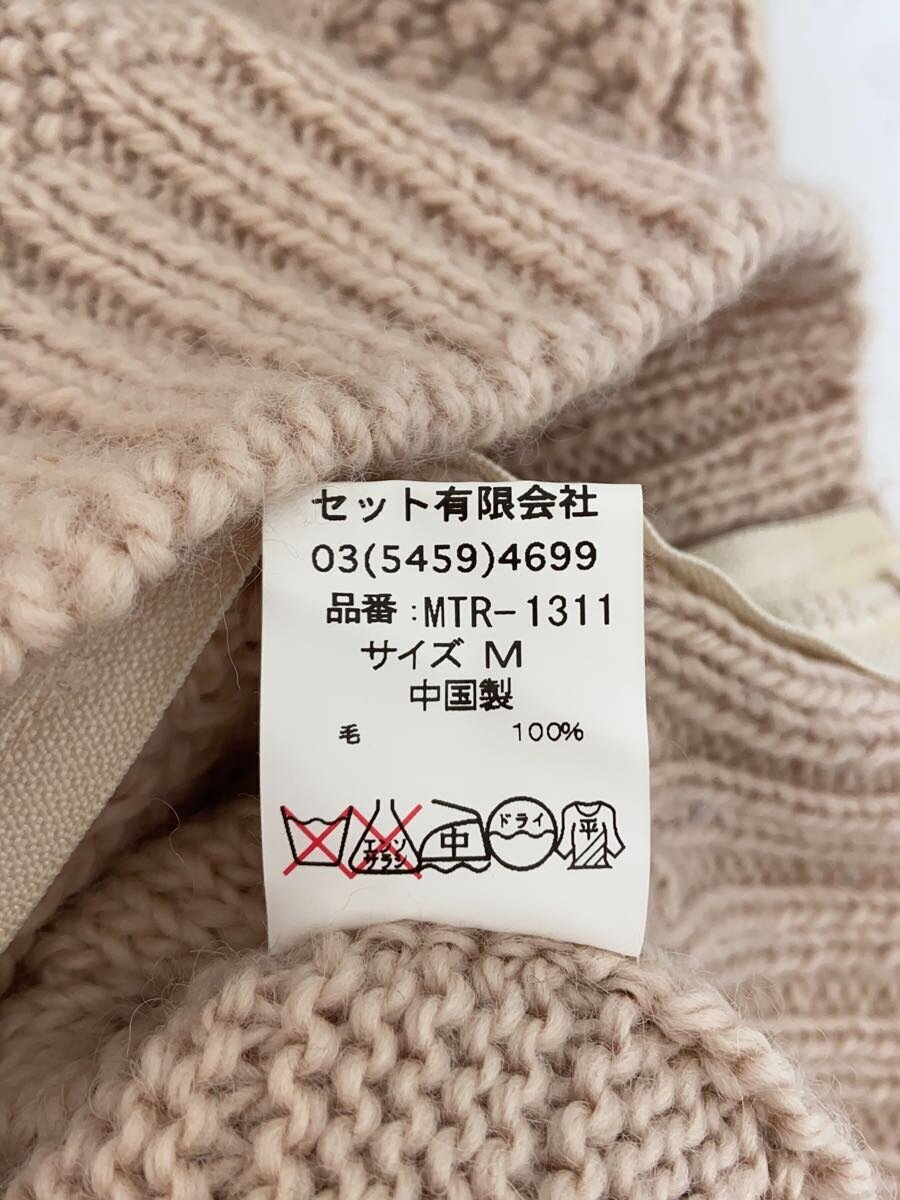 セット有限会社
03(5459)4699
品番:MTR-1311
サイズ M
中国製
毛 100%
エンソ
サラシ
中
ドライ
平